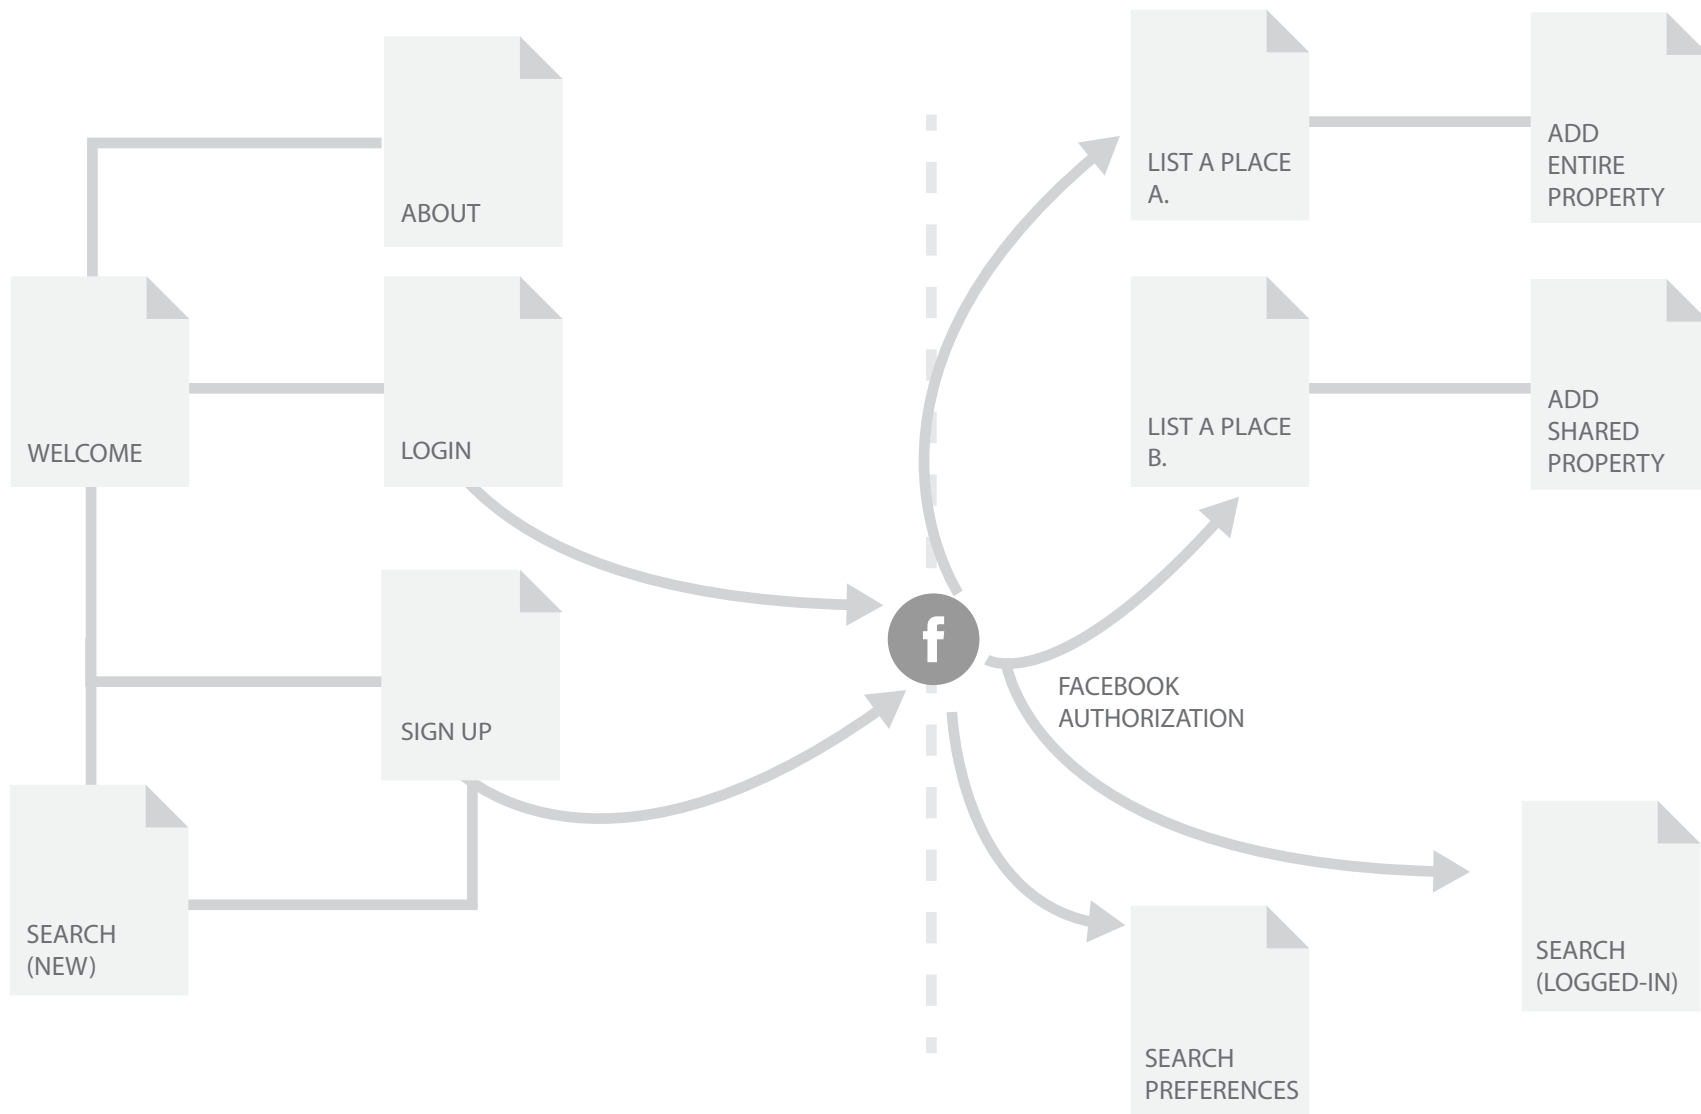 ABOUT
WELCOME
LOGIN
SIGN UP
SEARCH
(NEW)
f
FACEBOOK
AUTHORIZATION
LIST A PLACE
A.
ADD
ENTIRE
PROPERTY
LIST A PLACE
B.
ADD
SHARED
PROPERTY
SEARCH
(LOGGED-IN)
SEARCH
PREFERENCES